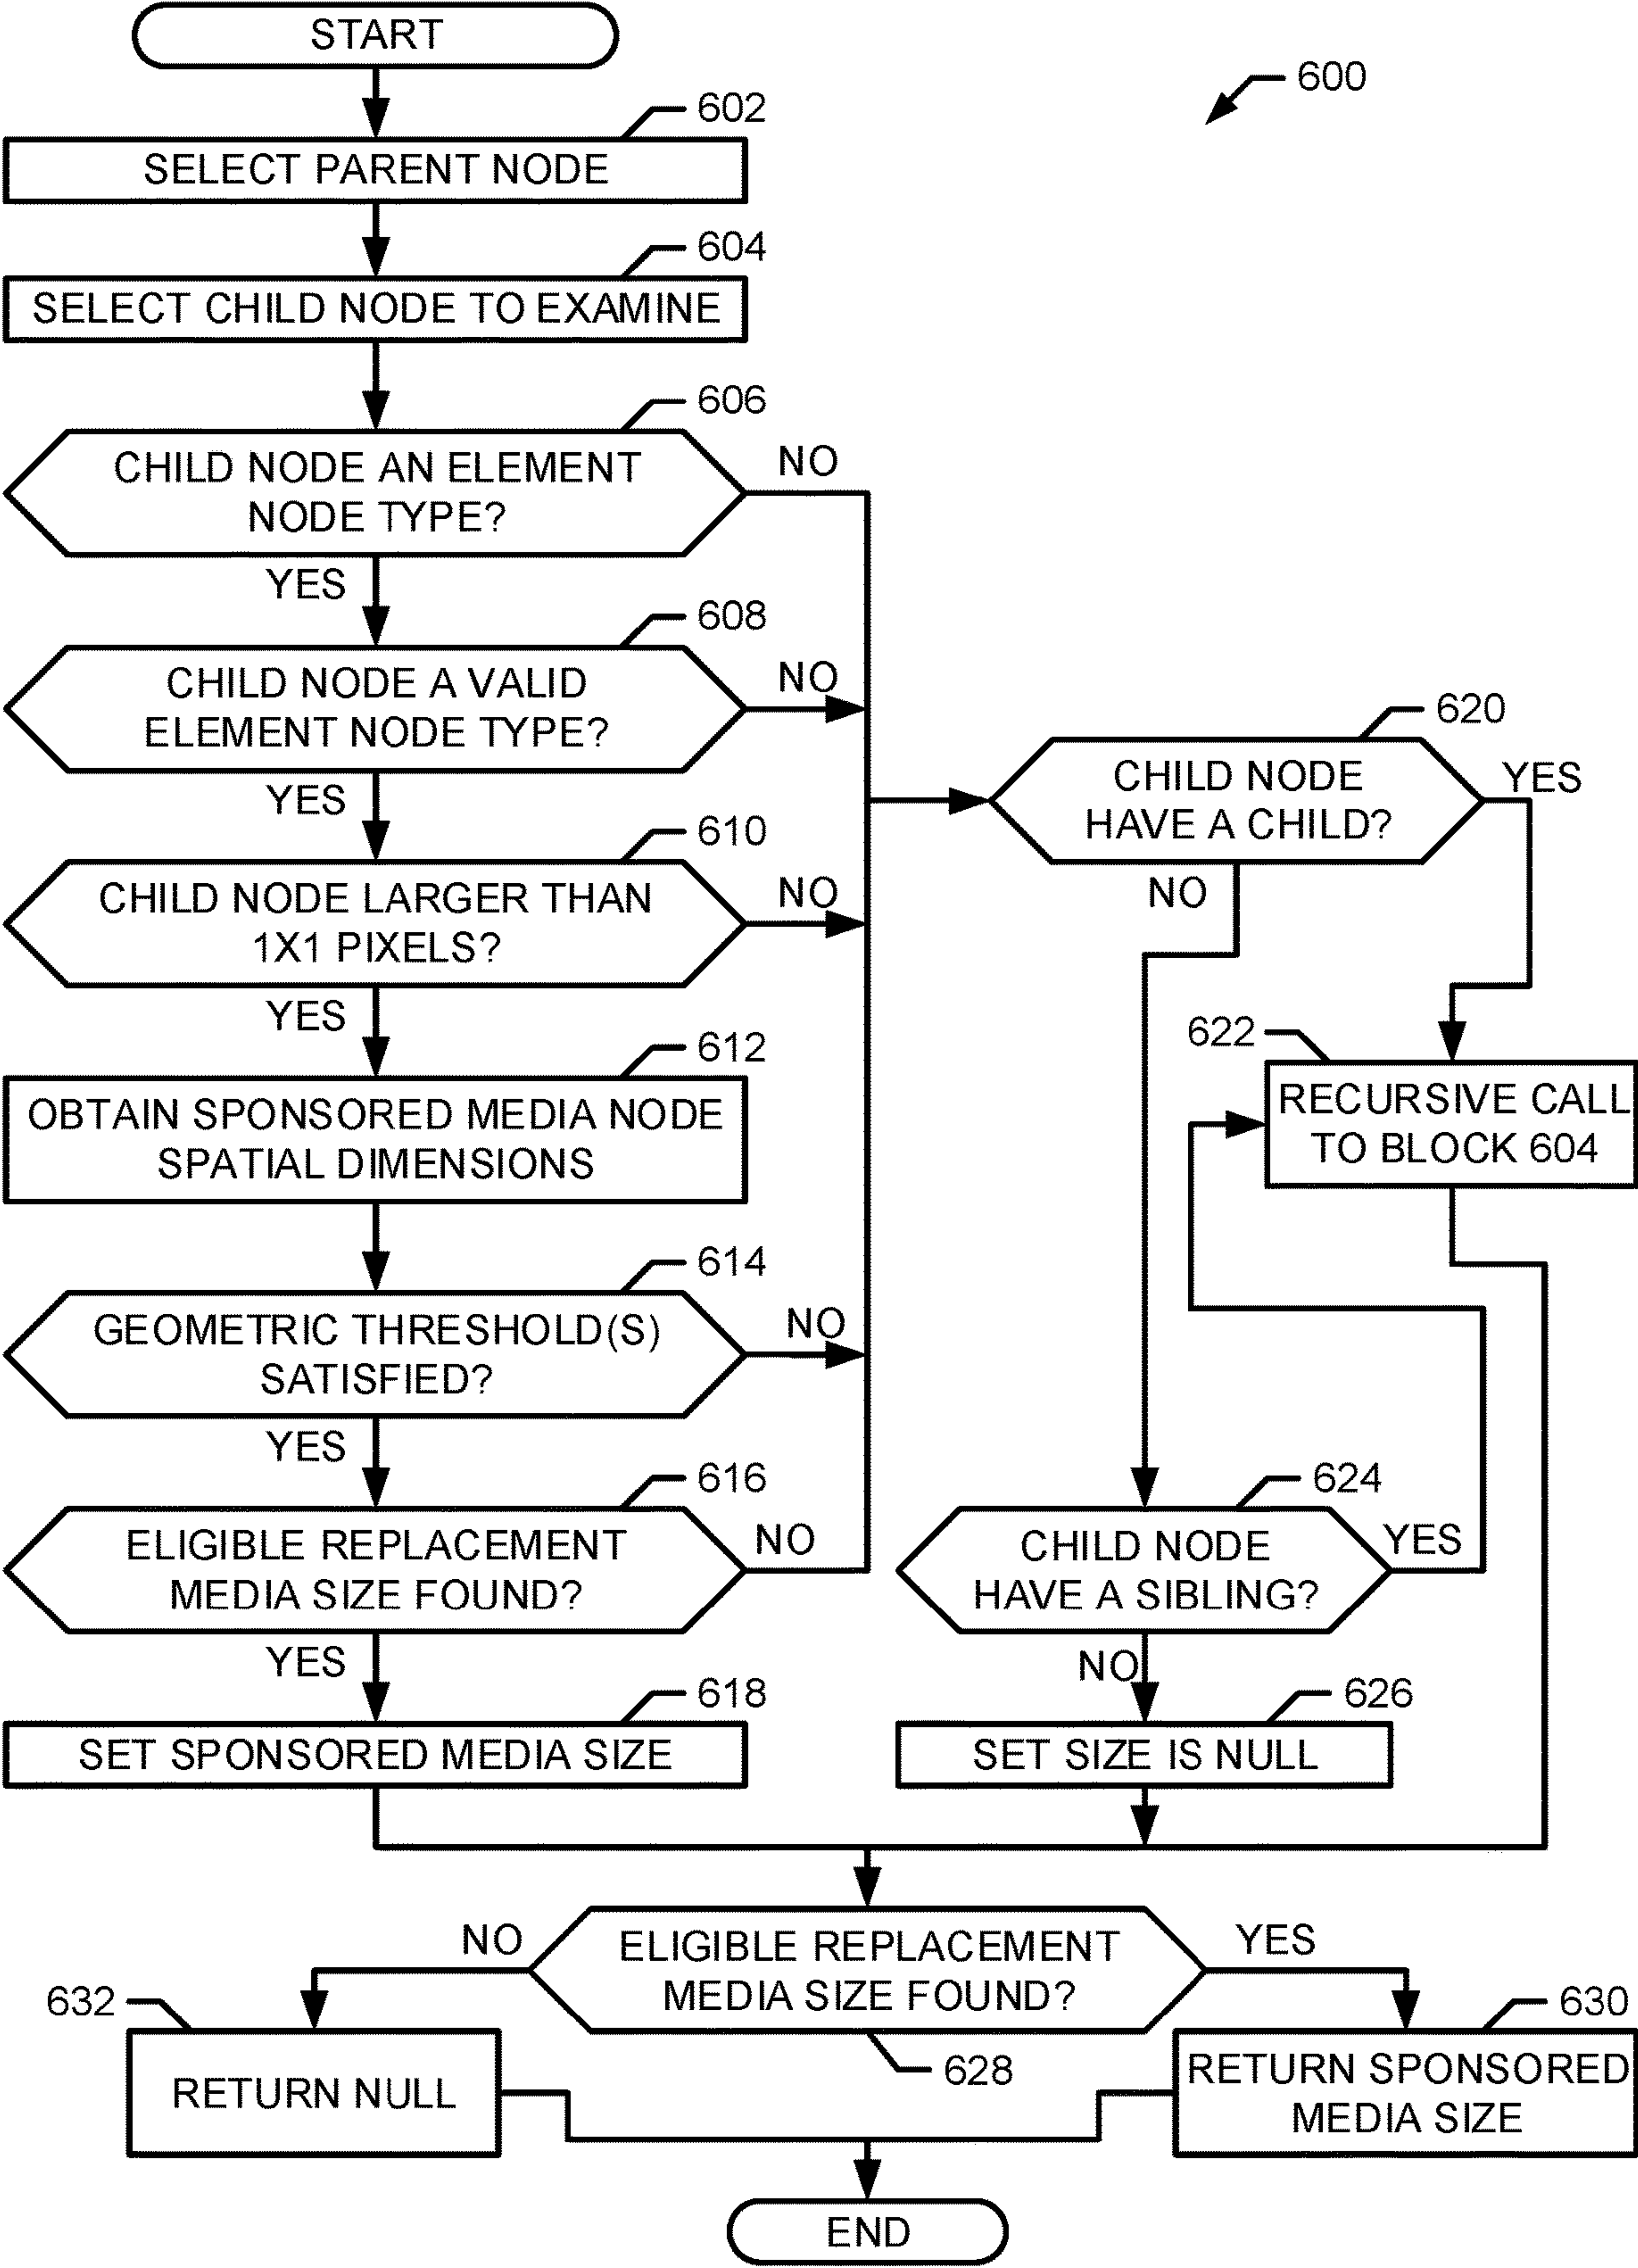 START
600
602
SELECT PARENT NODE
604
SELECT CHILD NODE TO EXAMINE
606
CHILD NODE AN ELEMENT
NODE TYPE?
NO
YES
608
CHILD NODE A VALID
ELEMENT NODE TYPE?
NO
YES
610
CHILD NODE LARGER THAN
1X1 PIXELS?
NO
YES
612
OBTAIN SPONSORED MEDIA NODE
SPATIAL DIMENSIONS
614
GEOMETRIC THRESHOLD(S)
SATISFIED?
NO
YES
616
ELIGIBLE REPLACEMENT
MEDIA SIZE FOUND?
NO
YES
618
SET SPONSORED MEDIA SIZE
620
CHILD NODE
HAVE A CHILD?
YES
NO
622
RECURSIVE CALL
TO BLOCK 604
624
CHILD NODE
HAVE A SIBLING?
YES
NO
626
SET SIZE IS NULL
ELIGIBLE REPLACEMENT
MEDIA SIZE FOUND?
628
NO
YES
632
RETURN NULL
630
RETURN SPONSORED
MEDIA SIZE
END